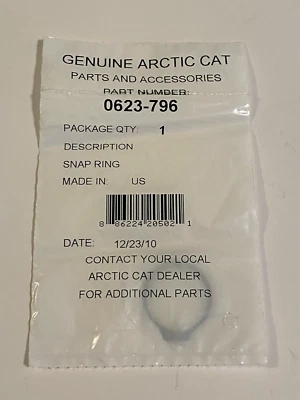 GENUINE ARCTIC CAT
PARTS AND ACCESSORIES
PART NUMBER:
0623-796
PACKAGE QTY: 1
DESCRIPTION
SNAP RING
MADE IN: US
8 86224 20502 1
DATE: 12/23/10
CONTACT YOUR LOCAL
ARCTIC CAT DEALER
FOR ADDITIONAL PARTS